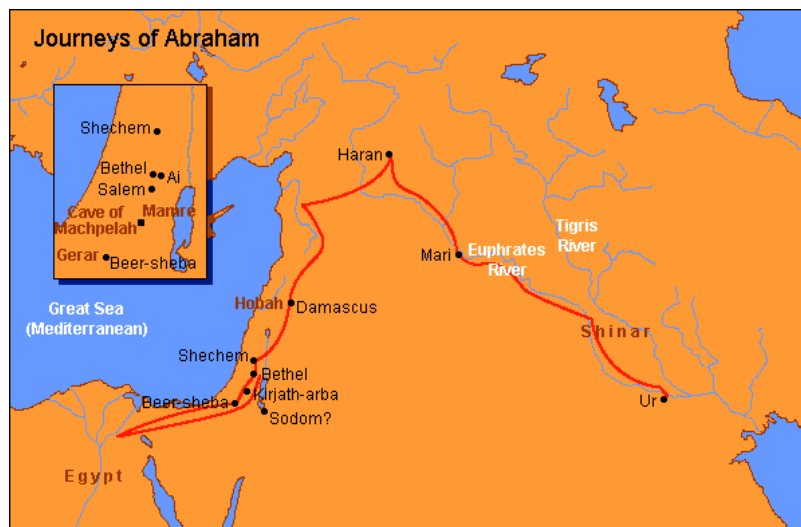 Journeys of Abraham
Shechem
Bethel
Ai
Salem
Cave of
Machpelah
Mamre
Gerar
Beer-sheba
Great Sea
(Mediterranean)
Haran
Mari
Euphrates
River
Tigris
River
Shinar
Ur
Hobah
Damascus
Shechem
Bethel
Kirjath-arba
Beer-sheba
Sodom?
Egypt